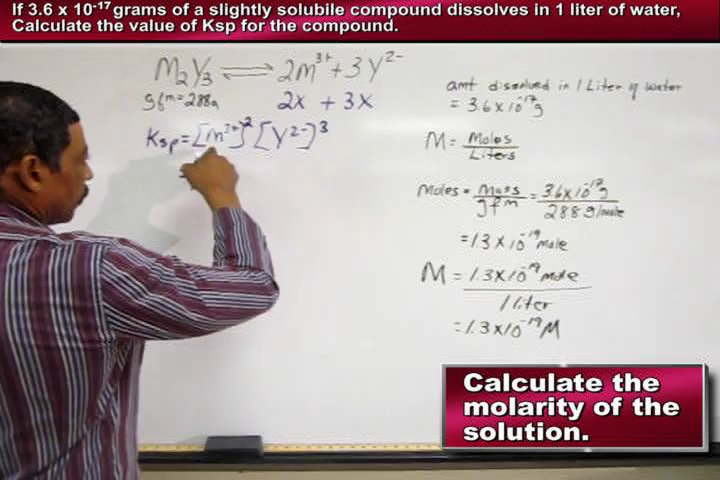 If 3.6 x 10⁻¹⁷ grams of a slightly solubile compound dissolves in 1 liter of water,
Calculate the value of Ksp for the compound.
M₂Y₃ ⇌ 2M³⁺ + 3Y²⁻
gfm = 288g
2x + 3x
Ksp = [M³⁺]² [Y²⁻]³
amt dissolved in 1 Liter of water
= 3.6 x 10⁻¹⁷g
M = Moles
Liters
Moles = Mass = 3.6 x 10⁻¹⁷g
gfm 288 g/mole
= 1.3 x 10⁻¹⁹ mole
M = 1.3 x 10⁻¹⁹ mole
1 liter
= 1.3 x 10⁻¹⁹ M
Calculate the
molarity of the
solution.